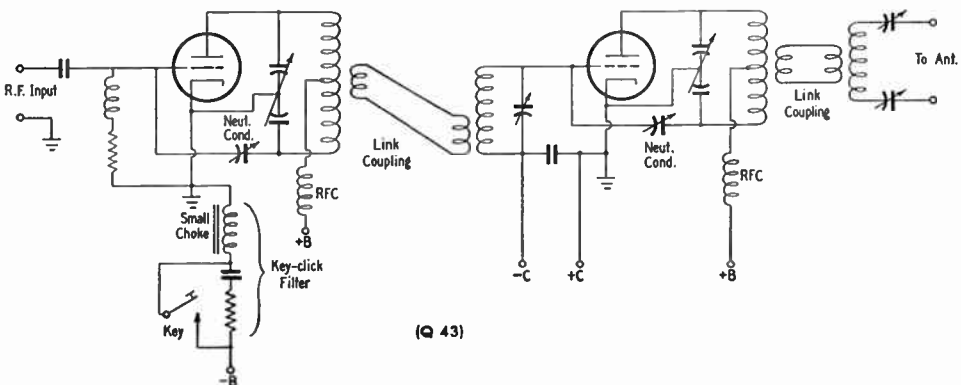 R.F. Input
Neut.
Cond.
Link
Coupling
RFC
+B
Small
Choke
Key-click
Filter
Key
-B
-C
+C
Neut.
Cond.
RFC
+B
Link
Coupling
To Ant.
(Q 43)